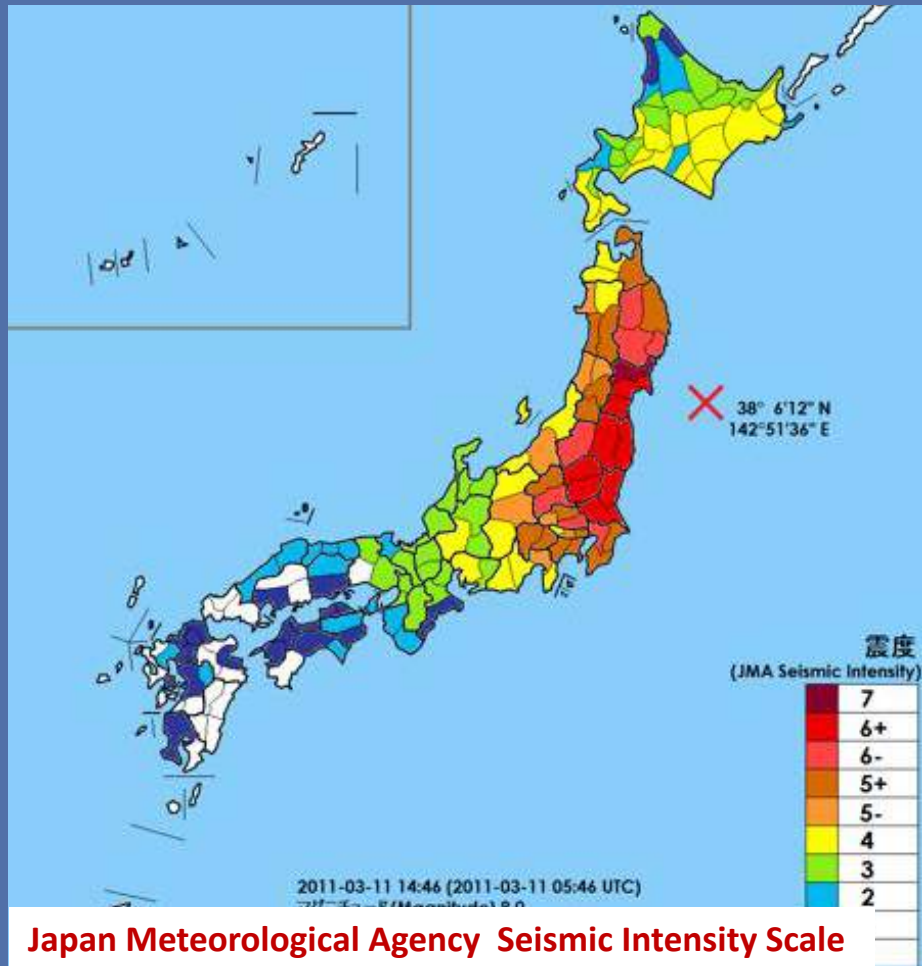 38° 6'12" N
142°51'36" E
震度
(JMA Seismic Intensity)
7
6+
6-
5+
5-
4
3
2
2011-03-11 14:46 (2011-03-11 05:46 UTC)
Japan Meteorological Agency Seismic Intensity Scale